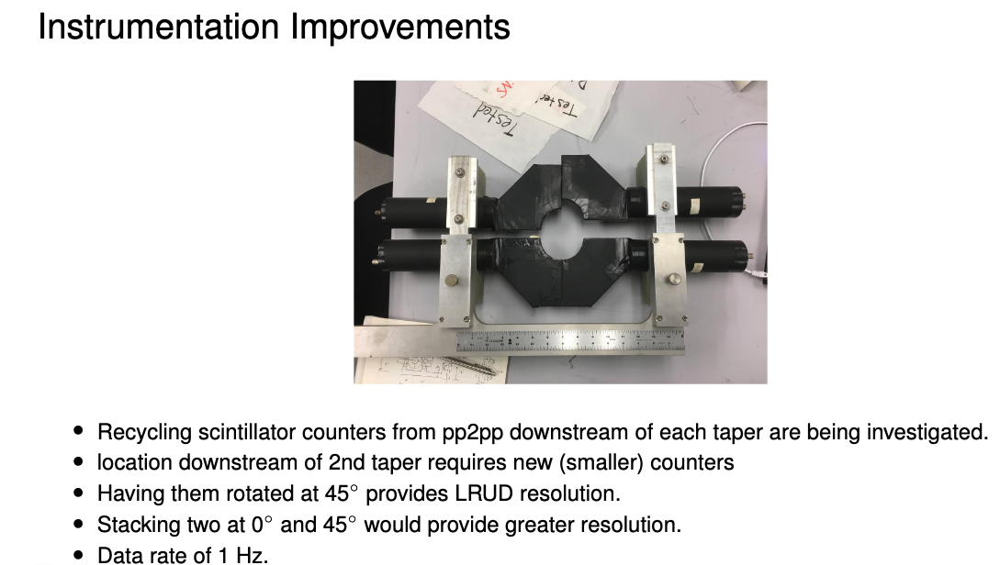 Instrumentation Improvements
Tested
Tested
• Recycling scintillator counters from pp2pp downstream of each taper are being investigated.
• location downstream of 2nd taper requires new (smaller) counters
• Having them rotated at 45° provides LRUD resolution.
• Stacking two at 0° and 45° would provide greater resolution.
• Data rate of 1 Hz.